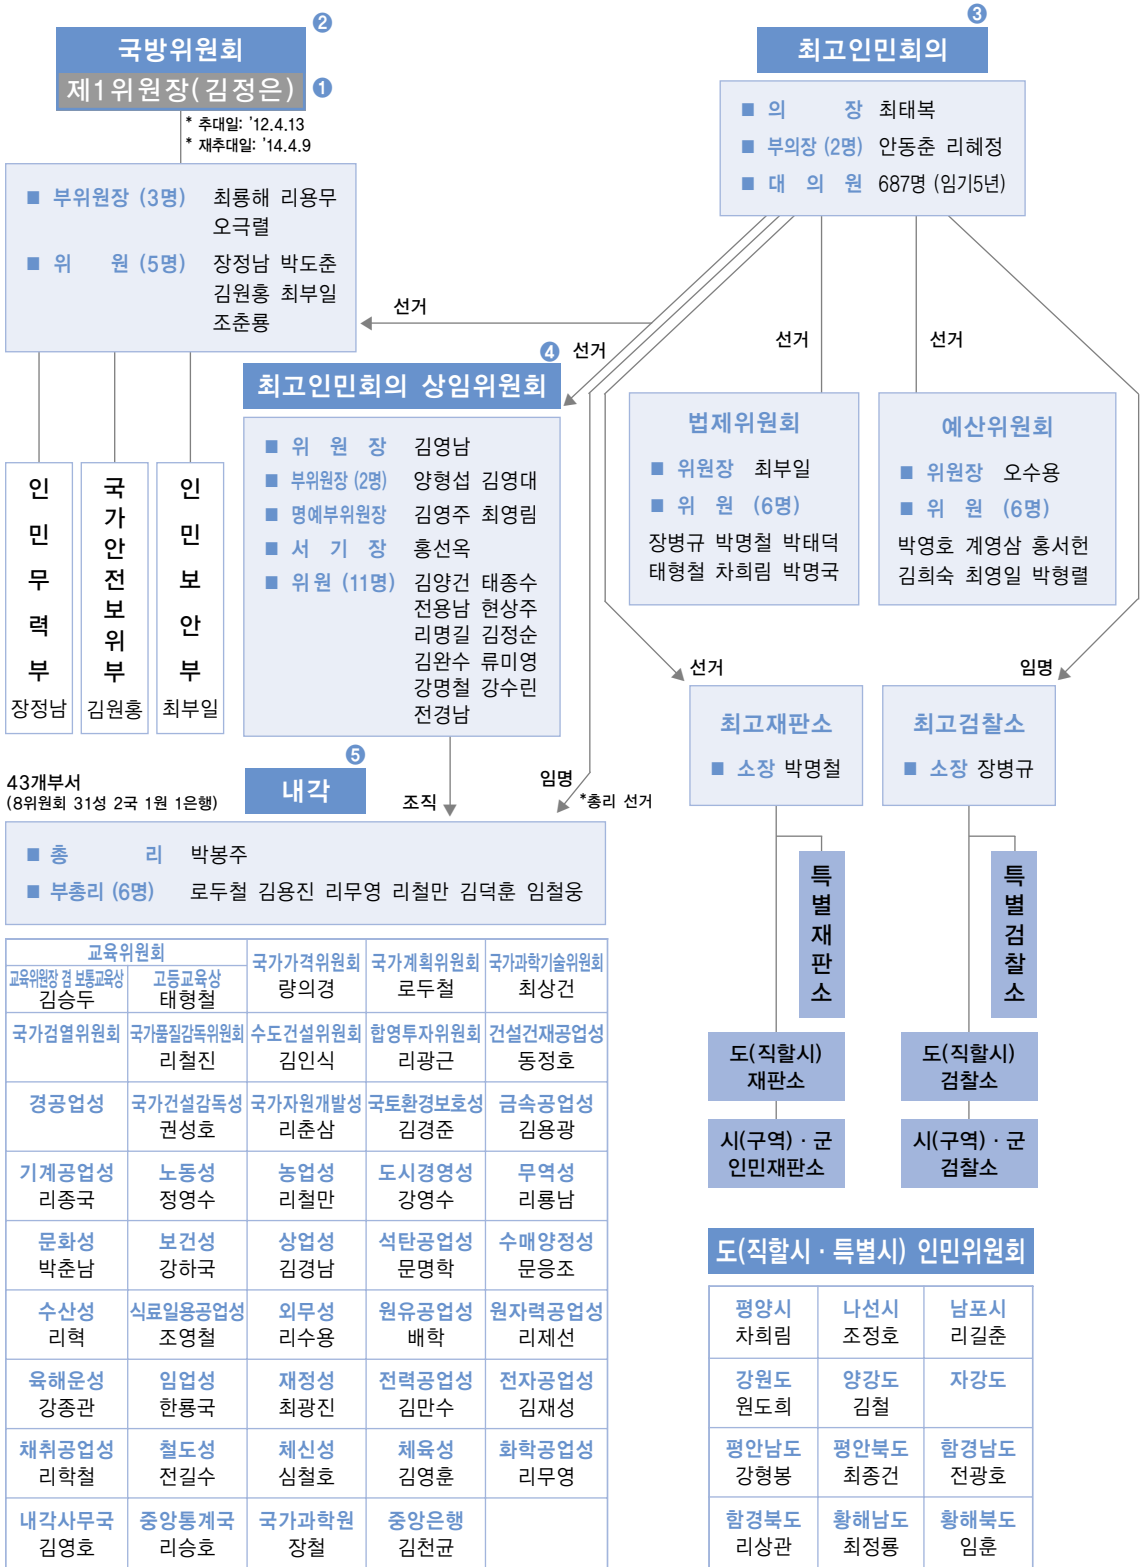 ❷
국방위원회
제1위원장(김정은) ❶
* 추대일: '12.4.13
* 재추대일: '14.4.9
■ 부위원장 (3명) 최룡해 리용무
오극렬
■ 위 원 (5명) 장정남 박도춘
김원홍 최부일
조춘룡
인민무력부
장정남
국가안전보위부
김원홍
인민보안부
최부일
❸
최고인민회의
■ 의 장 최태복
■ 부의장 (2명) 안동춘 리혜정
■ 대 의 원 687명 (임기5년)
선거
선거
선거
선거
❹
최고인민회의 상임위원회
■ 위 원 장 김영남
■ 부위원장 (2명) 양형섭 김영대
■ 명예부위원장 김영주 최영림
■ 서 기 장 홍선옥
■ 위원 (11명) 김양건 태종수
전용남 현상주
리명길 김정순
김완수 류미영
강명철 강수린
전경남
법제위원회
■ 위원장 최부일
■ 위 원 (6명)
장병규 박명철 박태덕
태형철 차희림 박명국
예산위원회
■ 위원장 오수용
■ 위 원 (6명)
박영호 계영삼 홍서헌
김희숙 최영일 박형렬
선거
임명
최고재판소
■ 소장 박명철
최고검찰소
■ 소장 장병규
특별재판소
특별검찰소
도(직할시)
재판소
도(직할시)
검찰소
시(구역) · 군
인민재판소
시(구역) · 군
검찰소
43개부서
(8위원회 31성 2국 1원 1은행)
❺
내각
조직
임명
*총리 선거
■ 총 리 박봉주
■ 부총리 (6명) 로두철 김용진 리무영 리철만 김덕훈 임철웅
교육위원회
교육위원장 겸 보통교육상 고등교육상 국가가격위원회 국가계획위원회 국가과학기술위원회
김승두 태형철 량의경 로두철 최상건
국가검열위원회 국가품질감독위원회 수도건설위원회 합영투자위원회 건설건재공업성
리철진 김인식 리광근 동정호
경공업성 국가건설감독성 국가자원개발성 국토환경보호성 금속공업성
권성호 리춘삼 김경준 김용광
기계공업성 노동성 농업성 도시경영성 무역성
리종국 정영수 리철만 강영수 리룡남
문화성 보건성 상업성 석탄공업성 수매양정성
박춘남 강하국 김경남 문명학 문응조
수산성 식료일용공업성 외무성 원유공업성 원자력공업성
리혁 조영철 리수용 배학 리제선
육해운성 임업성 재정성 전력공업성 전자공업성
강종관 한룡국 최광진 김만수 김재성
채취공업성 철도성 체신성 체육성 화학공업성
리학철 전길수 심철호 김영훈 리무영
내각사무국 중앙통계국 국가과학원 중앙은행
김영호 리승호 장철 김천균
도(직할시 · 특별시) 인민위원회
평양시 나선시 남포시
차희림 조정호 리길춘
강원도 양강도 자강도
원도희 김철
평안남도 평안북도 함경남도
강형봉 최종건 전광호
함경북도 황해남도 황해북도
리상관 최정룡 임훈